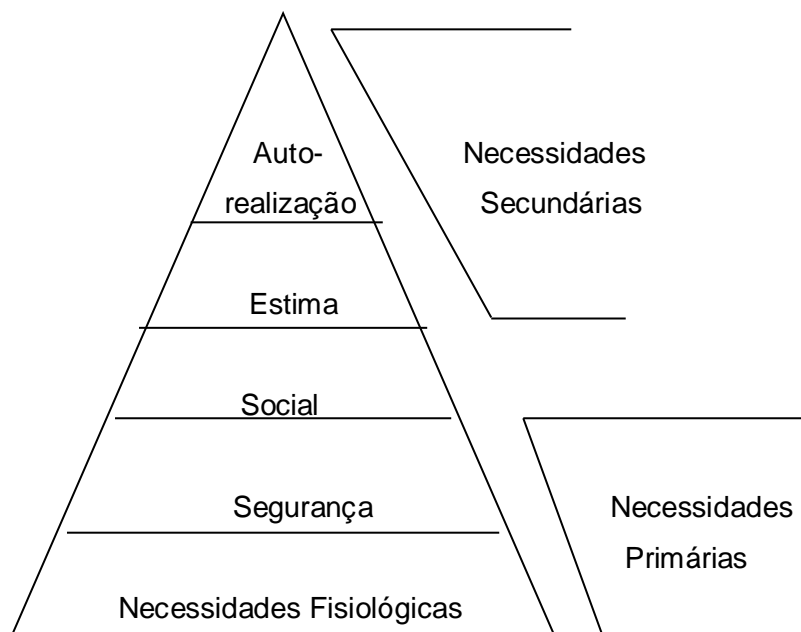 Auto-
realização
Necessidades
Secundárias
Estima
Social
Segurança
Necessidades
Primárias
Necessidades Fisiológicas